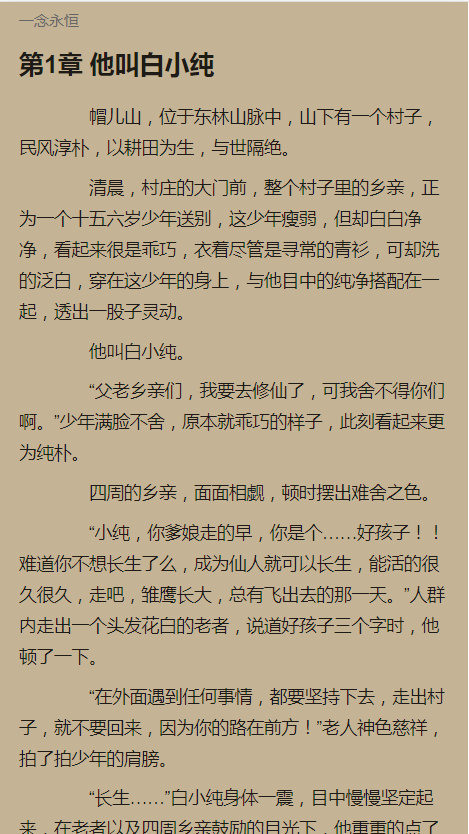 一念永恒
第1章 他叫白小纯
帽儿山，位于东林山脉中，山下有一个村子，
民风淳朴，以耕田为生，与世隔绝。
清晨，村庄的大门前，整个村子里的乡亲，正
为一个十五六岁少年送别，这少年瘦弱，但却白白净
净，看起来很是乖巧，衣着尽管是寻常的青衫，可却洗
的泛白，穿在这少年的身上，与他目中的纯净搭配在一
起，透出一股子灵动。
他叫白小纯。
“父老乡亲们，我要去修仙了，可我舍不得你们
啊。”少年满脸不舍，原本就乖巧的样子，此刻看起来更
为纯朴。
四周的乡亲，面面相觑，顿时摆出难舍之色。
“小纯，你爹娘走的早，你是个……好孩子！！
难道你不想长生了么，成为仙人就可以长生，能活的很
久很久，走吧，雏鹰长大，总有飞出去的那一天。”人群
内走出一个头发花白的老者，说道好孩子三个字时，他
顿了一下。
“在外面遇到任何事情，都要坚持下去，走出村
子，就不要回来，因为你的路在前方！”老人神色慈祥，
拍了拍少年的肩膀。
“长生……”白小纯身体一震，目中慢慢坚定起
来，在老者以及四周乡亲鼓励的目光下，他重重的点了